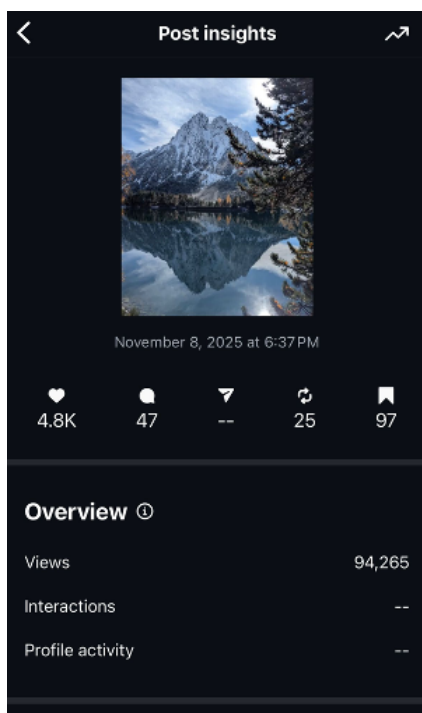 Post insights
November 8, 2025 at 6:37 PM
4.8K 47 -- 25 97
Overview
Views 94,265
Interactions --
Profile activity --